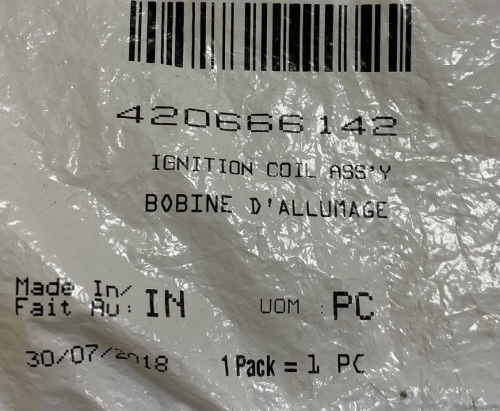 420666142
IGNITION COIL ASS'Y
BOBINE D'ALLUMAGE
Made In/
Fait Au: IN UOM : PC
30/07/2018 1 Pack = 1 PC